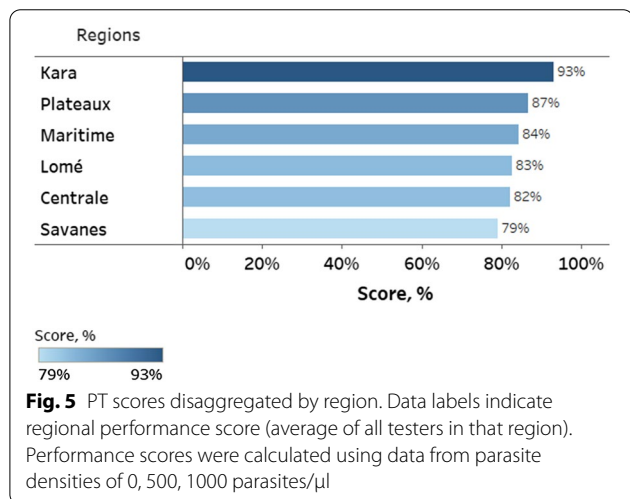 Regions
Kara 93%
Plateaux 87%
Maritime 84%
Lomé 83%
Centrale 82%
Savanes 79%
0% 20% 40% 60% 80% 100%
Score, %
Score, %
79% 93%
Fig. 5 PT scores disaggregated by region. Data labels indicate
regional performance score (average of all testers in that region).
Performance scores were calculated using data from parasite
densities of 0, 500, 1000 parasites/µl